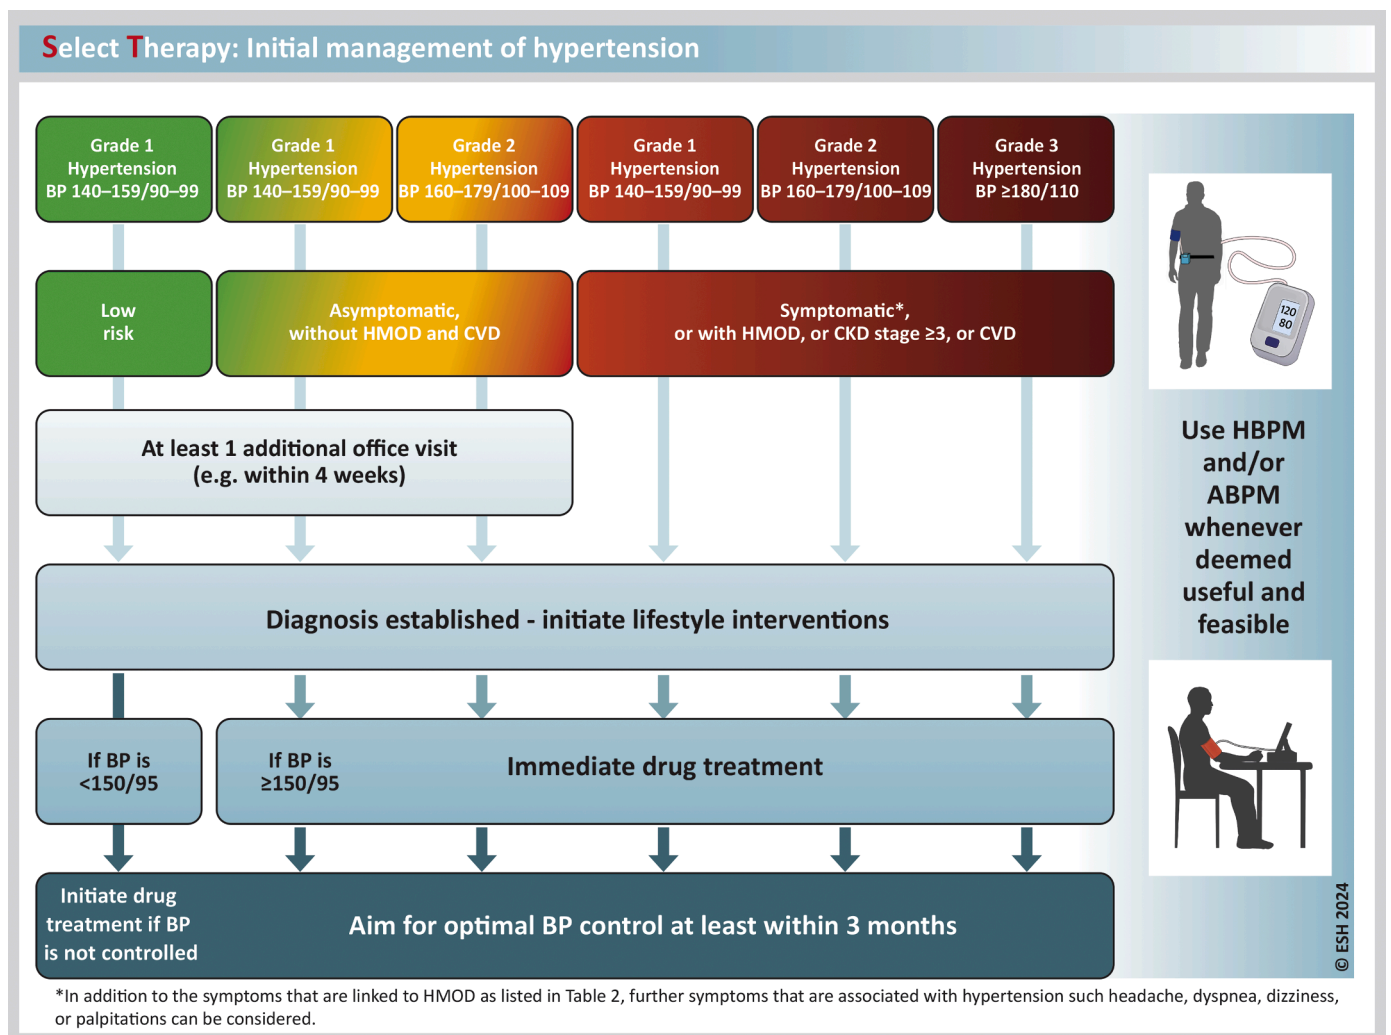 Select Therapy: Initial management of hypertension
Grade 1
Hypertension
BP 140–159/90–99
Grade 1
Hypertension
BP 140–159/90–99
Grade 2
Hypertension
BP 160–179/100–109
Grade 1
Hypertension
BP 140–159/90–99
Grade 2
Hypertension
BP 160–179/100–109
Grade 3
Hypertension
BP ≥180/110
Low
risk
Asymptomatic,
without HMOD and CVD
Symptomatic*,
or with HMOD, or CKD stage ≥3, or CVD
At least 1 additional office visit
(e.g. within 4 weeks)
Diagnosis established - initiate lifestyle interventions
If BP is
<150/95
If BP is
≥150/95
Immediate drug treatment
Initiate drug
treatment if BP
is not controlled
Aim for optimal BP control at least within 3 months
120
80
Use HBPM
and/or
ABPM
whenever
deemed
useful and
feasible
© ESH 2024
*In addition to the symptoms that are linked to HMOD as listed in Table 2, further symptoms that are associated with hypertension such headache, dyspnea, dizziness,
or palpitations can be considered.